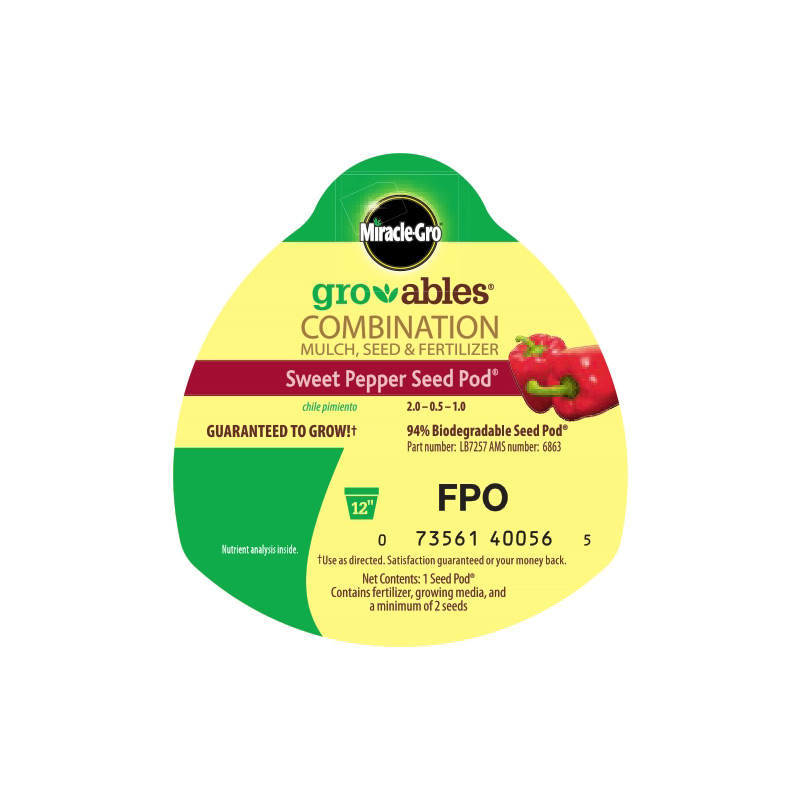 Miracle-Gro
gro ables®
COMBINATION
MULCH, SEED & FERTILIZER
Sweet Pepper Seed Pod®
chile pimiento
2.0 – 0.5 – 1.0
GUARANTEED TO GROW!†
94% Biodegradable Seed Pod®
Part number: LB7257 AMS number: 6863
12"
FPO
0 73561 40056 5
Nutrient analysis inside.
†Use as directed. Satisfaction guaranteed or your money back.
Net Contents: 1 Seed Pod®
Contains fertilizer, growing media, and
a minimum of 2 seeds